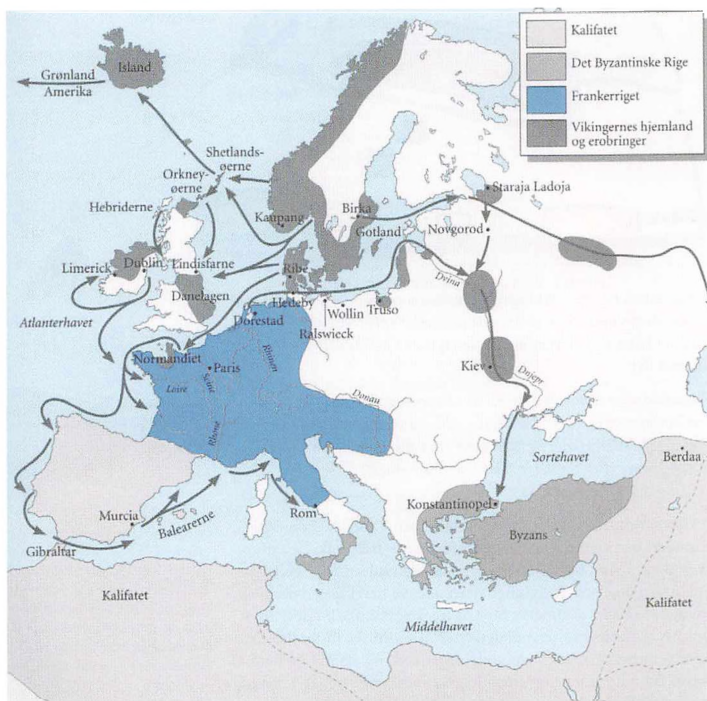 Kalifatet
Det Byzantinske Rige
Frankerriget
Vikingernes hjemland
og erobringer
Grønland
Amerika
Island
Shetlands-
øerne
Orkney-
øerne
Hebriderne
Kaupang
Birka
Gotland
Staraja Ladoja
Novgorod
Limerick
Dublin
Lindisfarne
Ribe
Danelagen
Hedeby
Atlanterhavet
Dorestad
Ralswieck
Wollin
Truso
Dvina
Normandiet
Paris
Rhinen
Loire
Seine
Rhone
Donau
Kiev
Dnjepr
Sortehavet
Berdaa
Murcia
Balearerne
Rom
Konstantinopel
Byzans
Gibraltar
Kalifatet
Kalifatet
Middelhavet